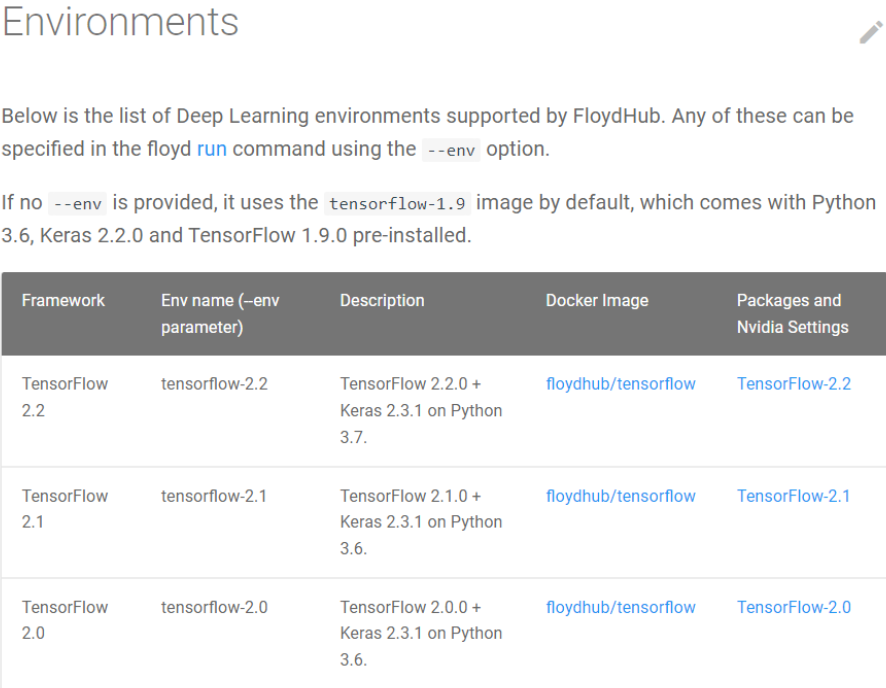 Environments
Below is the list of Deep Learning environments supported by FloydHub. Any of these can be
specified in the floyd run command using the --env option.
If no --env is provided, it uses the tensorflow-1.9 image by default, which comes with Python
3.6, Keras 2.2.0 and TensorFlow 1.9.0 pre-installed.
Framework
Env name (--env
parameter)
Description
Docker Image
Packages and
Nvidia Settings
TensorFlow
2.2
tensorflow-2.2
TensorFlow 2.2.0 +
Keras 2.3.1 on Python
3.7.
floydhub/tensorflow
TensorFlow-2.2
TensorFlow
2.1
tensorflow-2.1
TensorFlow 2.1.0 +
Keras 2.3.1 on Python
3.6.
floydhub/tensorflow
TensorFlow-2.1
TensorFlow
2.0
tensorflow-2.0
TensorFlow 2.0.0 +
Keras 2.3.1 on Python
3.6.
floydhub/tensorflow
TensorFlow-2.0